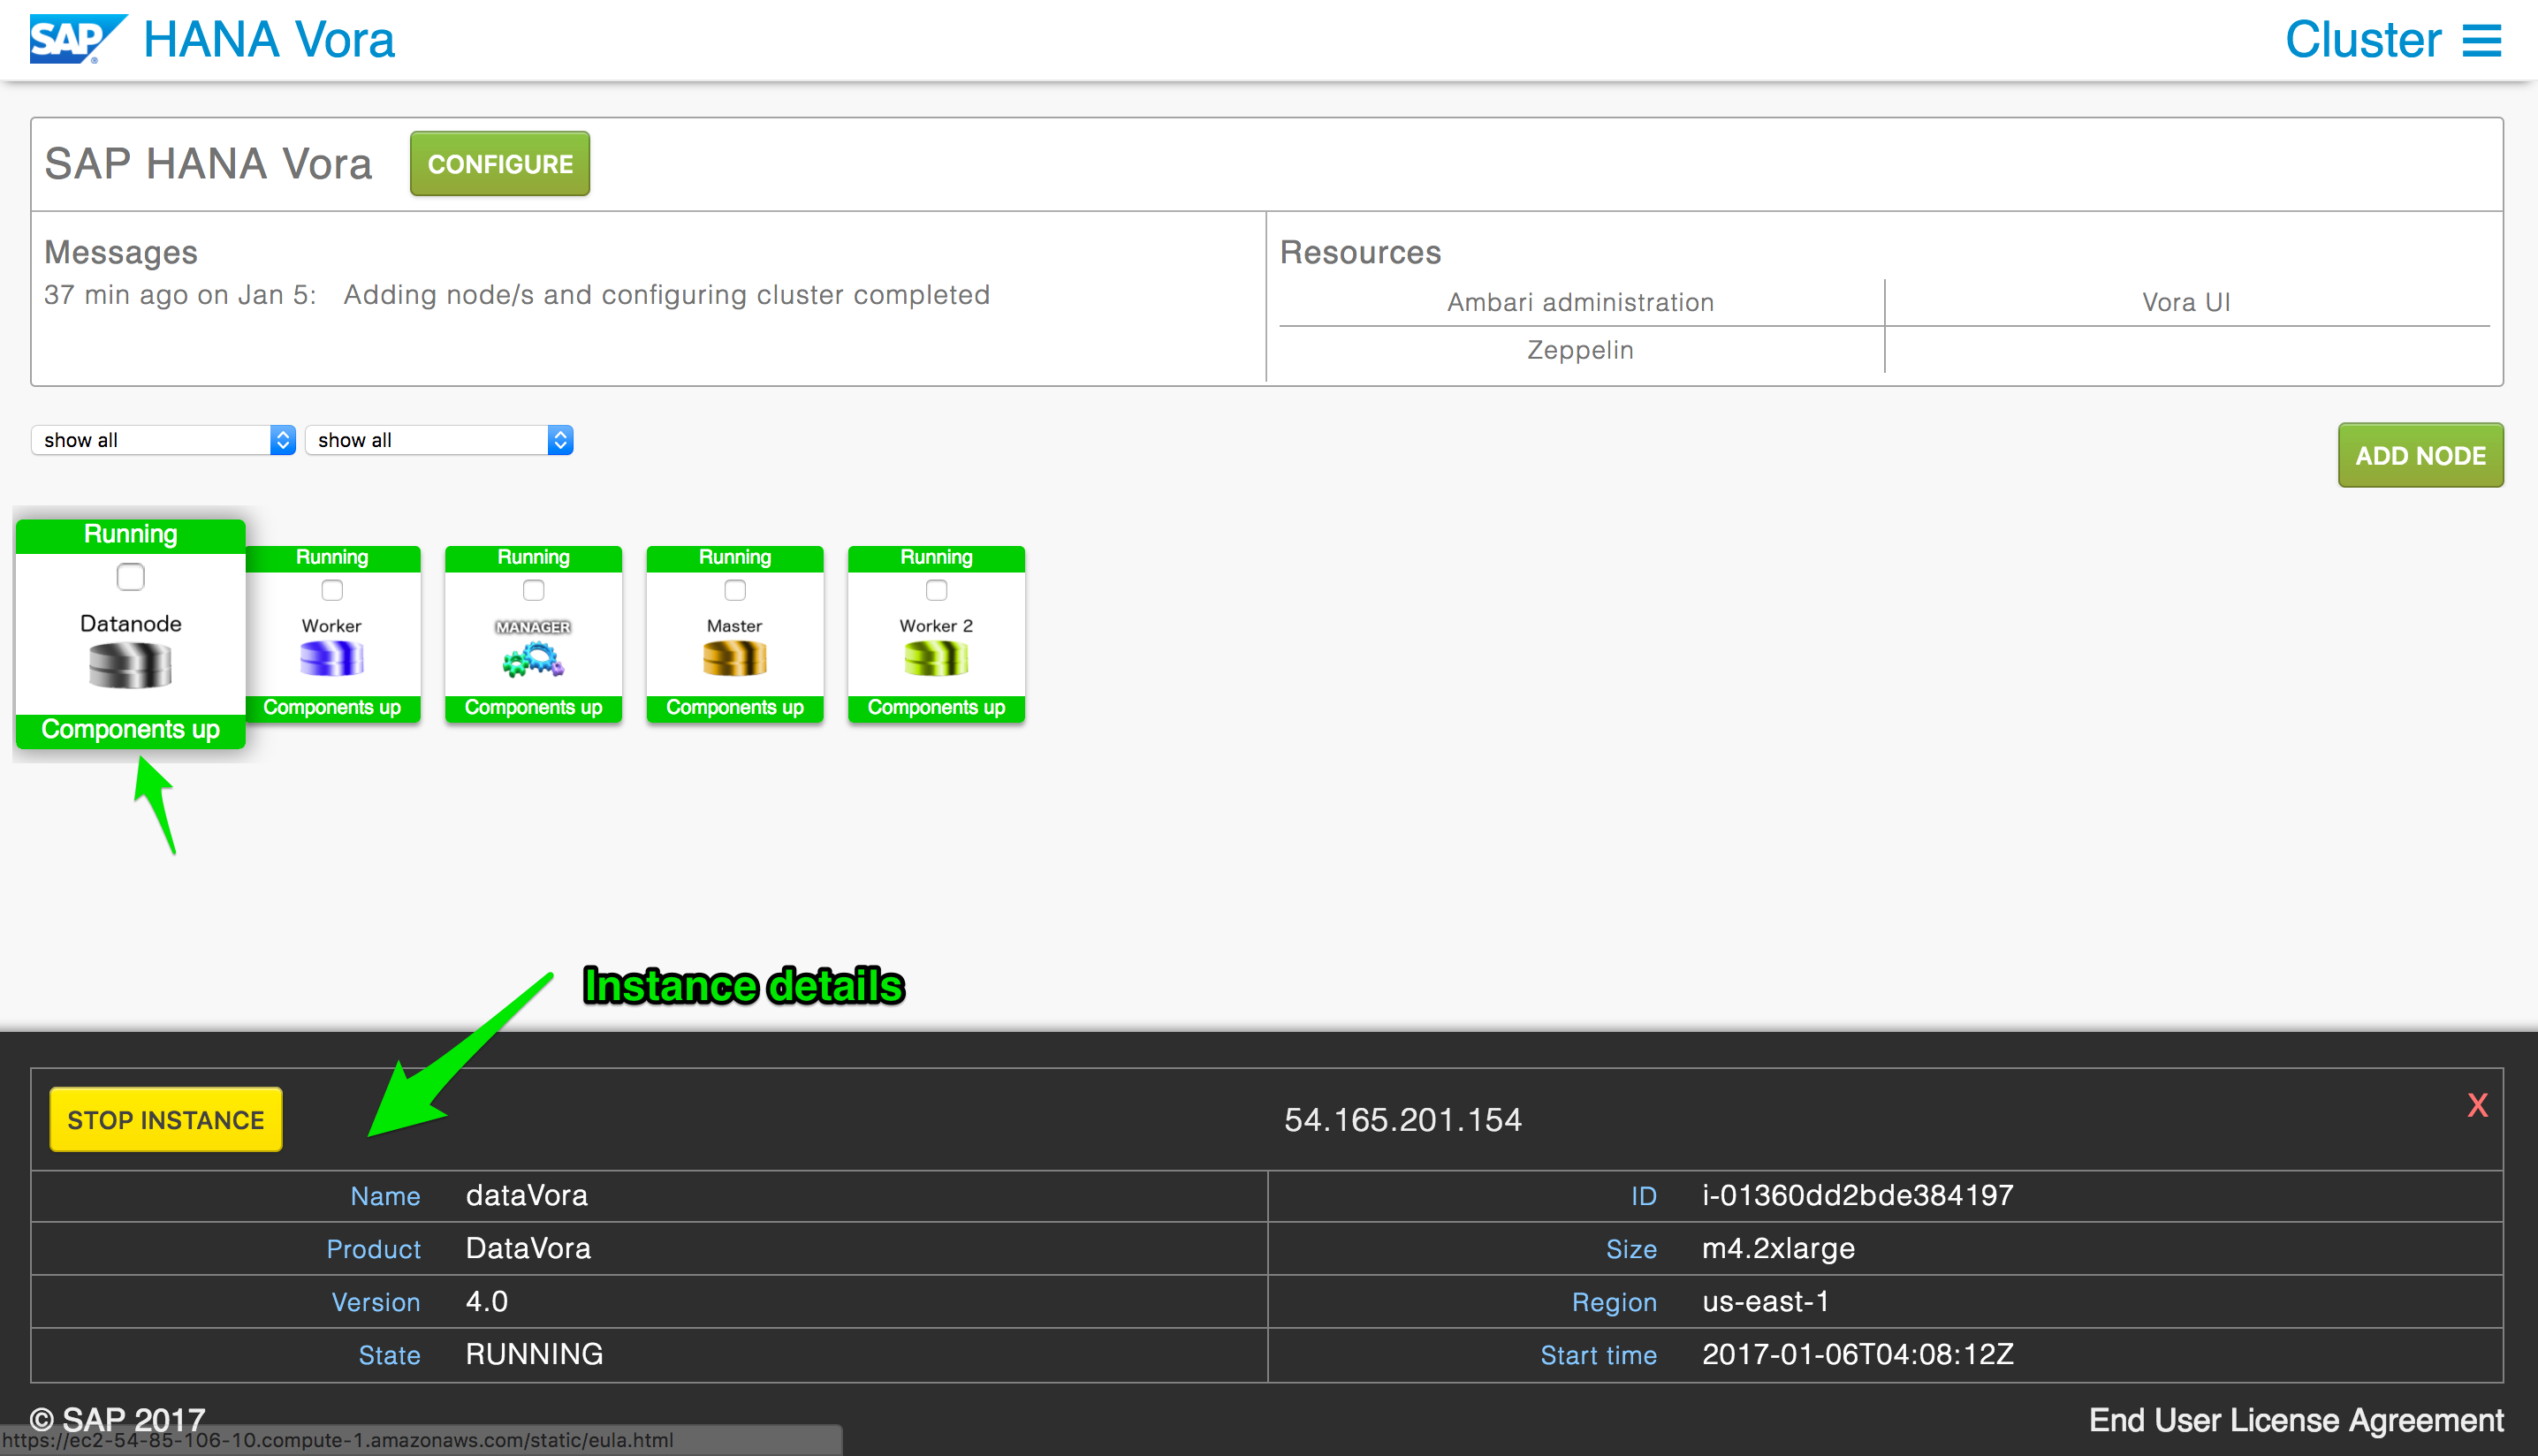 SAP HANA Vora
Cluster
SAP HANA Vora CONFIGURE
Messages
37 min ago on Jan 5: Adding node/s and configuring cluster completed
Resources
Ambari administration Vora UI
Zeppelin
show all show all
ADD NODE
Running
Datanode
Components up
Running
Worker
Components up
Running
MANAGER
Components up
Running
Master
Components up
Running
Worker 2
Components up
Instance details
STOP INSTANCE 54.165.201.154 X
Name dataVora ID i-01360dd2bde384197
Product DataVora Size m4.2xlarge
Version 4.0 Region us-east-1
State RUNNING Start time 2017-01-06T04:08:12Z
© SAP 2017 End User License Agreement
https://ec2-54-85-106-10.compute-1.amazonaws.com/static/eula.html